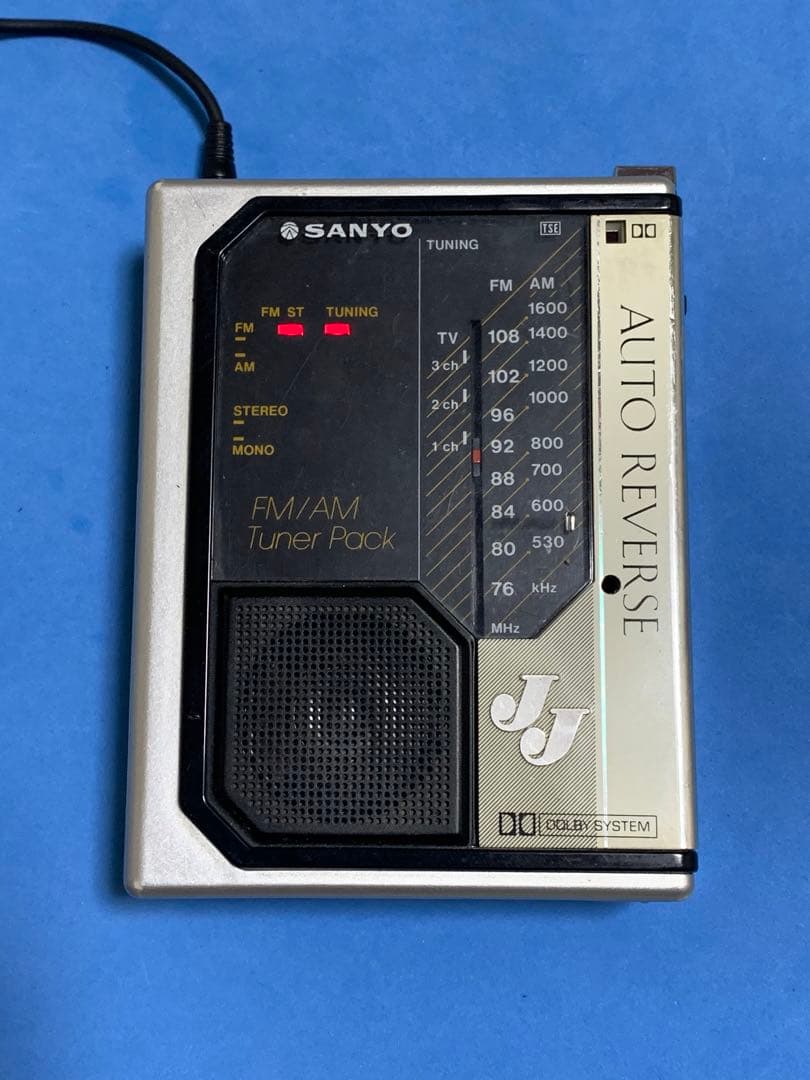 SANYO
TUNING
TSE
FM AM
FM ST TUNING
FM
AM
STEREO
MONO
FM/AM
Tuner Pack
TV
3 ch
2 ch
1 ch
1600
108 1400
102 1200
96 1000
92 800
88 700
84 600
80 530
76 kHz
MHz
AUTO REVERSE
JJ
DOLBY SYSTEM